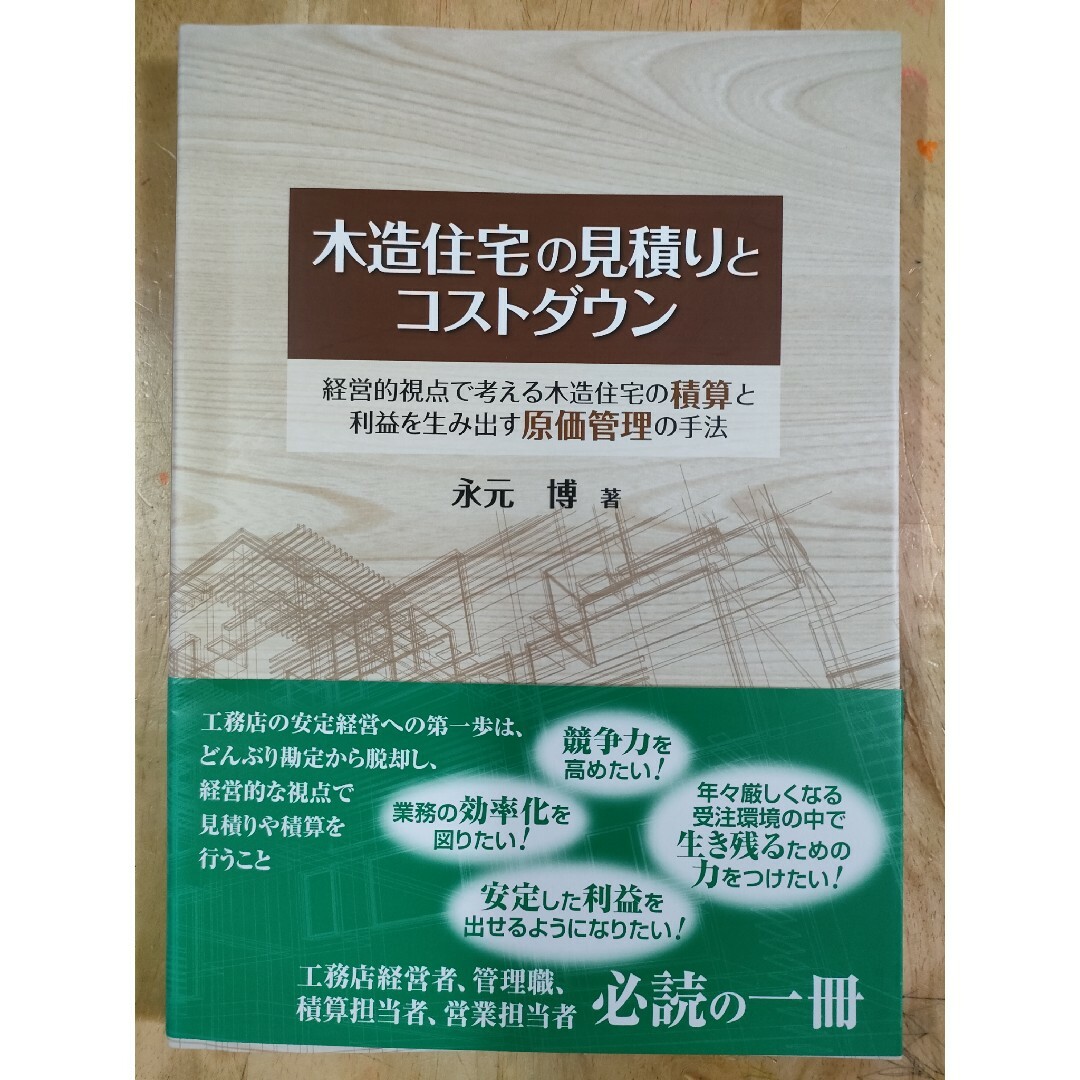 木造住宅の見積りと
コストダウン
経営的視点で考える木造住宅の積算と
利益を生み出す原価管理の手法
永元 博 著
工務店の安定経営への第一歩は、
どんぶり勘定から脱却し、
経営的な視点で
見積りや積算を
行うこと
競争力を
高めたい!
業務の効率化を
図りたい!
年々厳しくなる
受注環境の中で
生き残るための
力をつけたい!
安定した利益を
出せるようになりたい!
工務店経営者、管理職、
積算担当者、営業担当者
必読の一冊